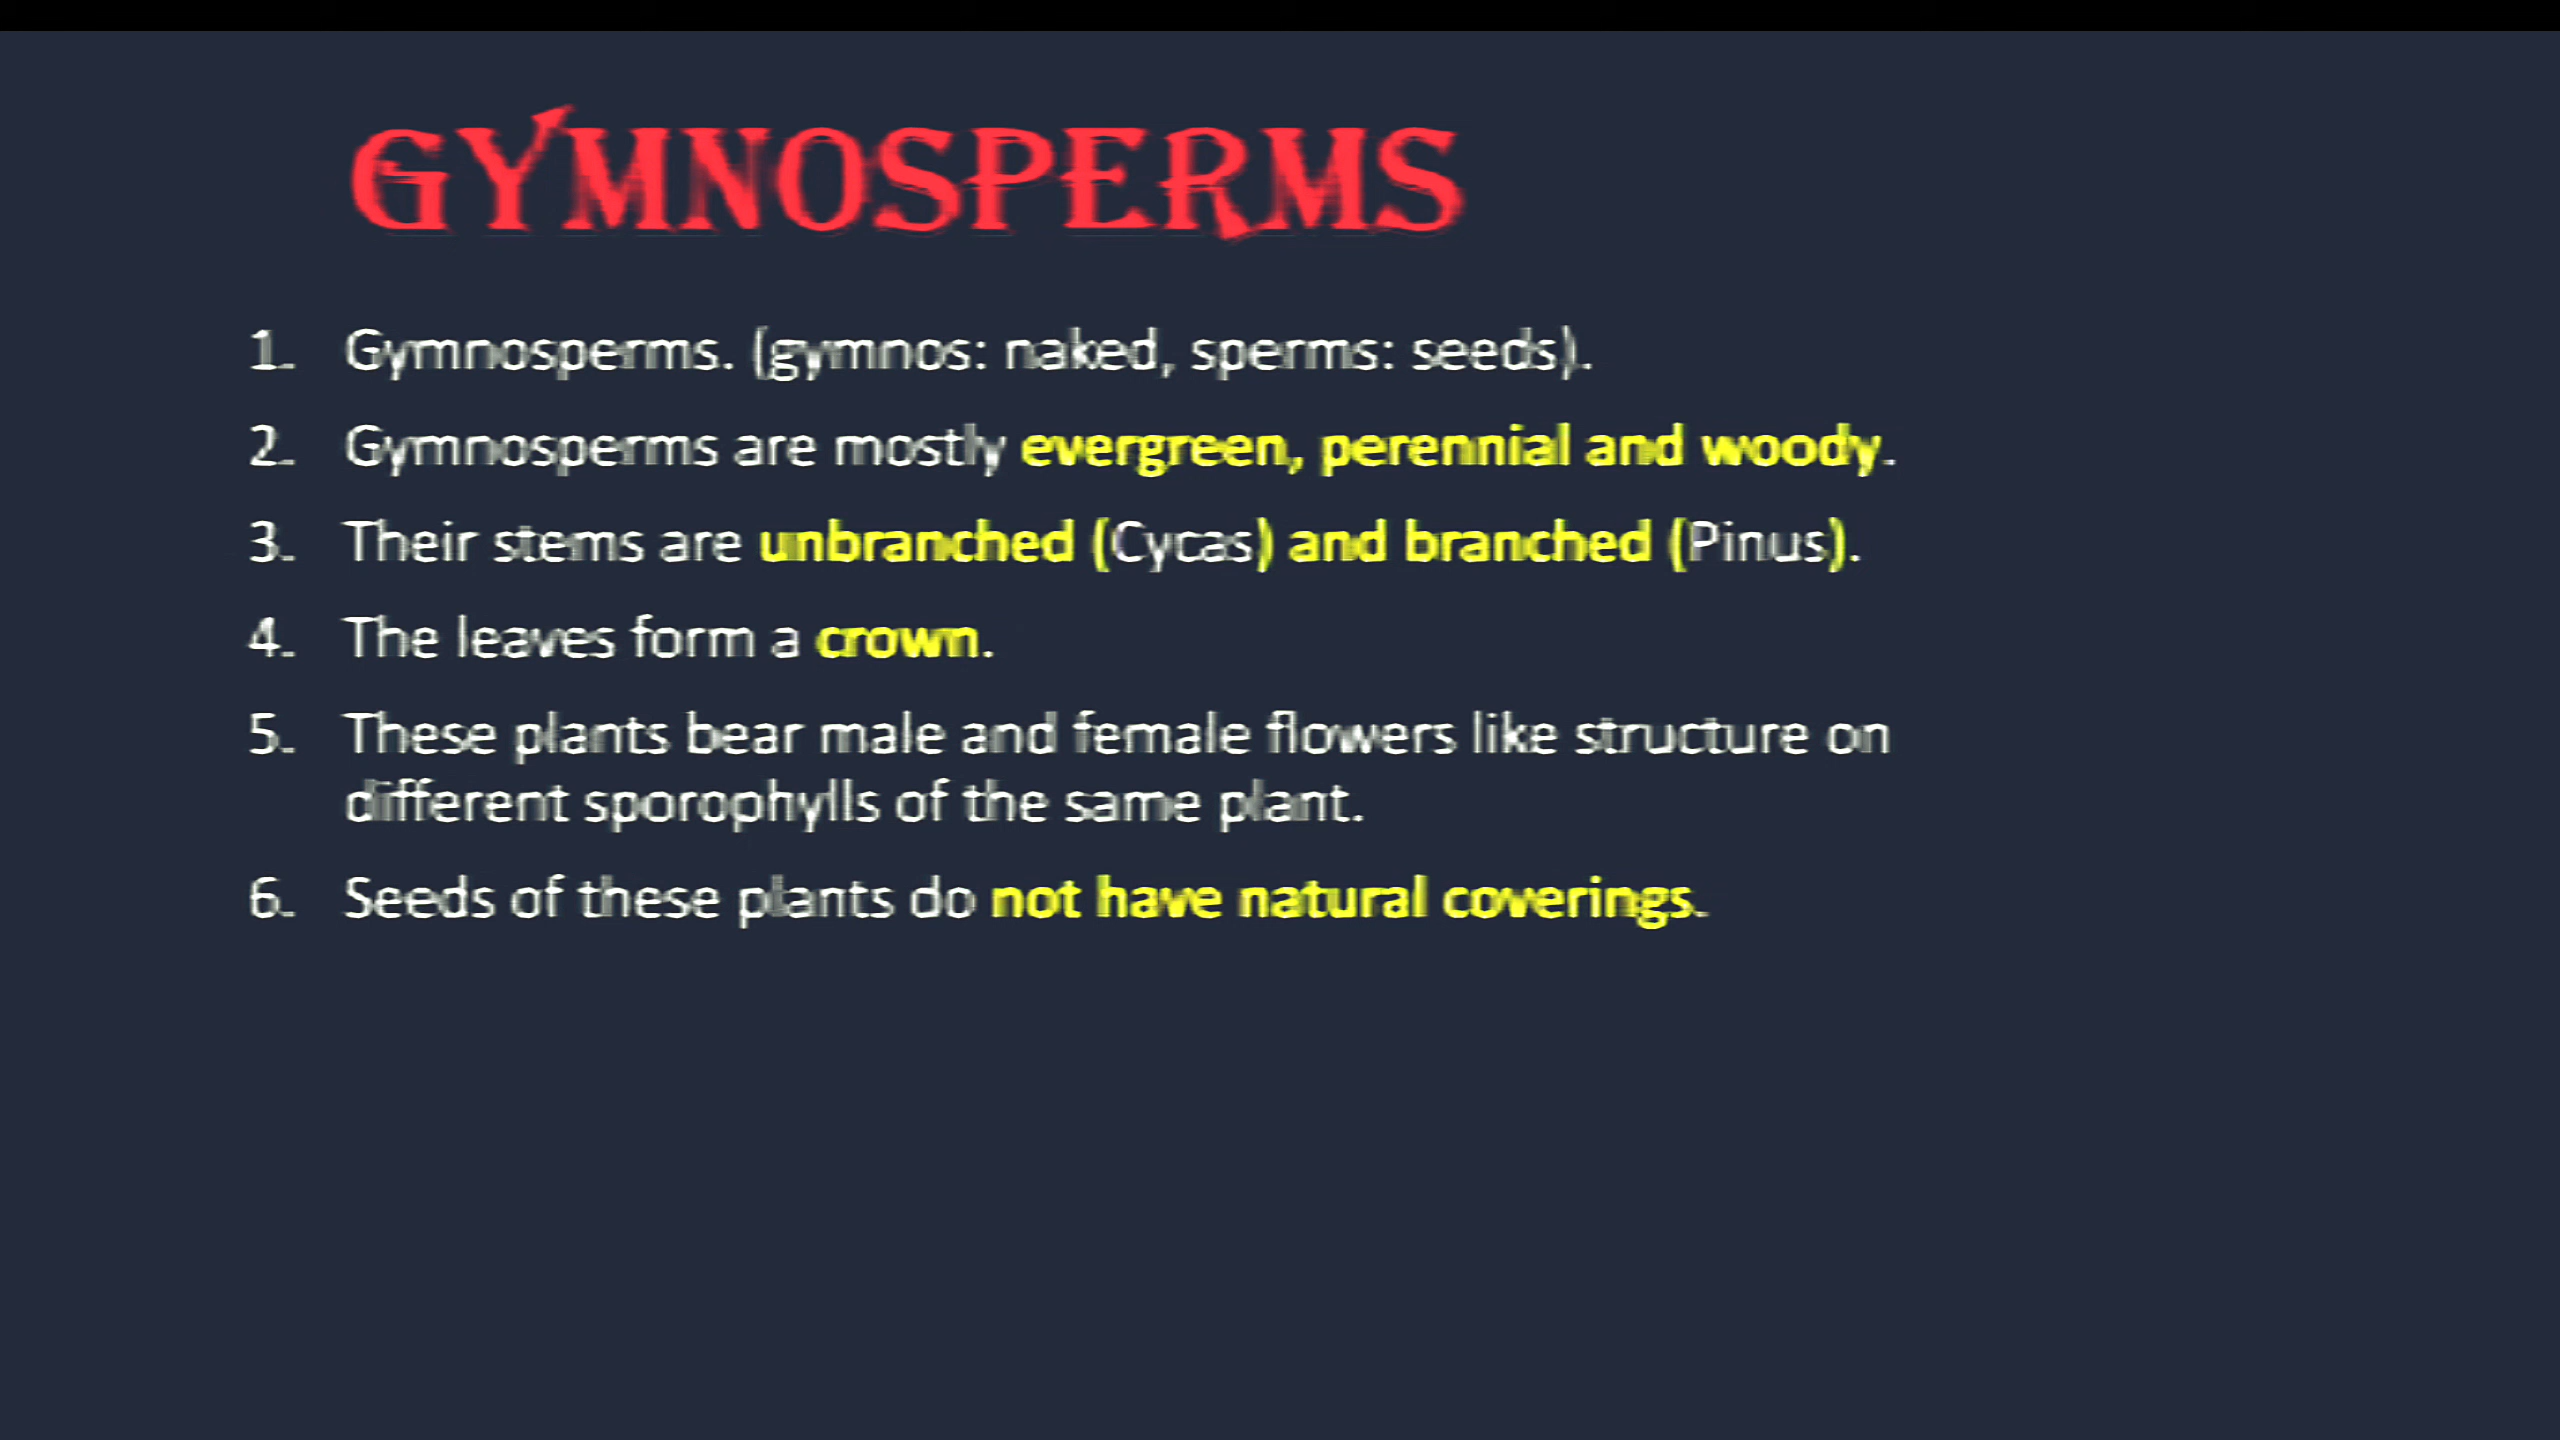 GYMNOSPERMS
1. Gymnosperms. (gymnos: naked, sperms: seeds).
2. Gymnosperms are mostly evergreen, perennial and woody.
3. Their stems are unbranched (Cycas) and branched (Pinus).
4. The leaves form a crown.
5. These plants bear male and female flowers like structure on
different sporophylls of the same plant.
6. Seeds of these plants do not have natural coverings.